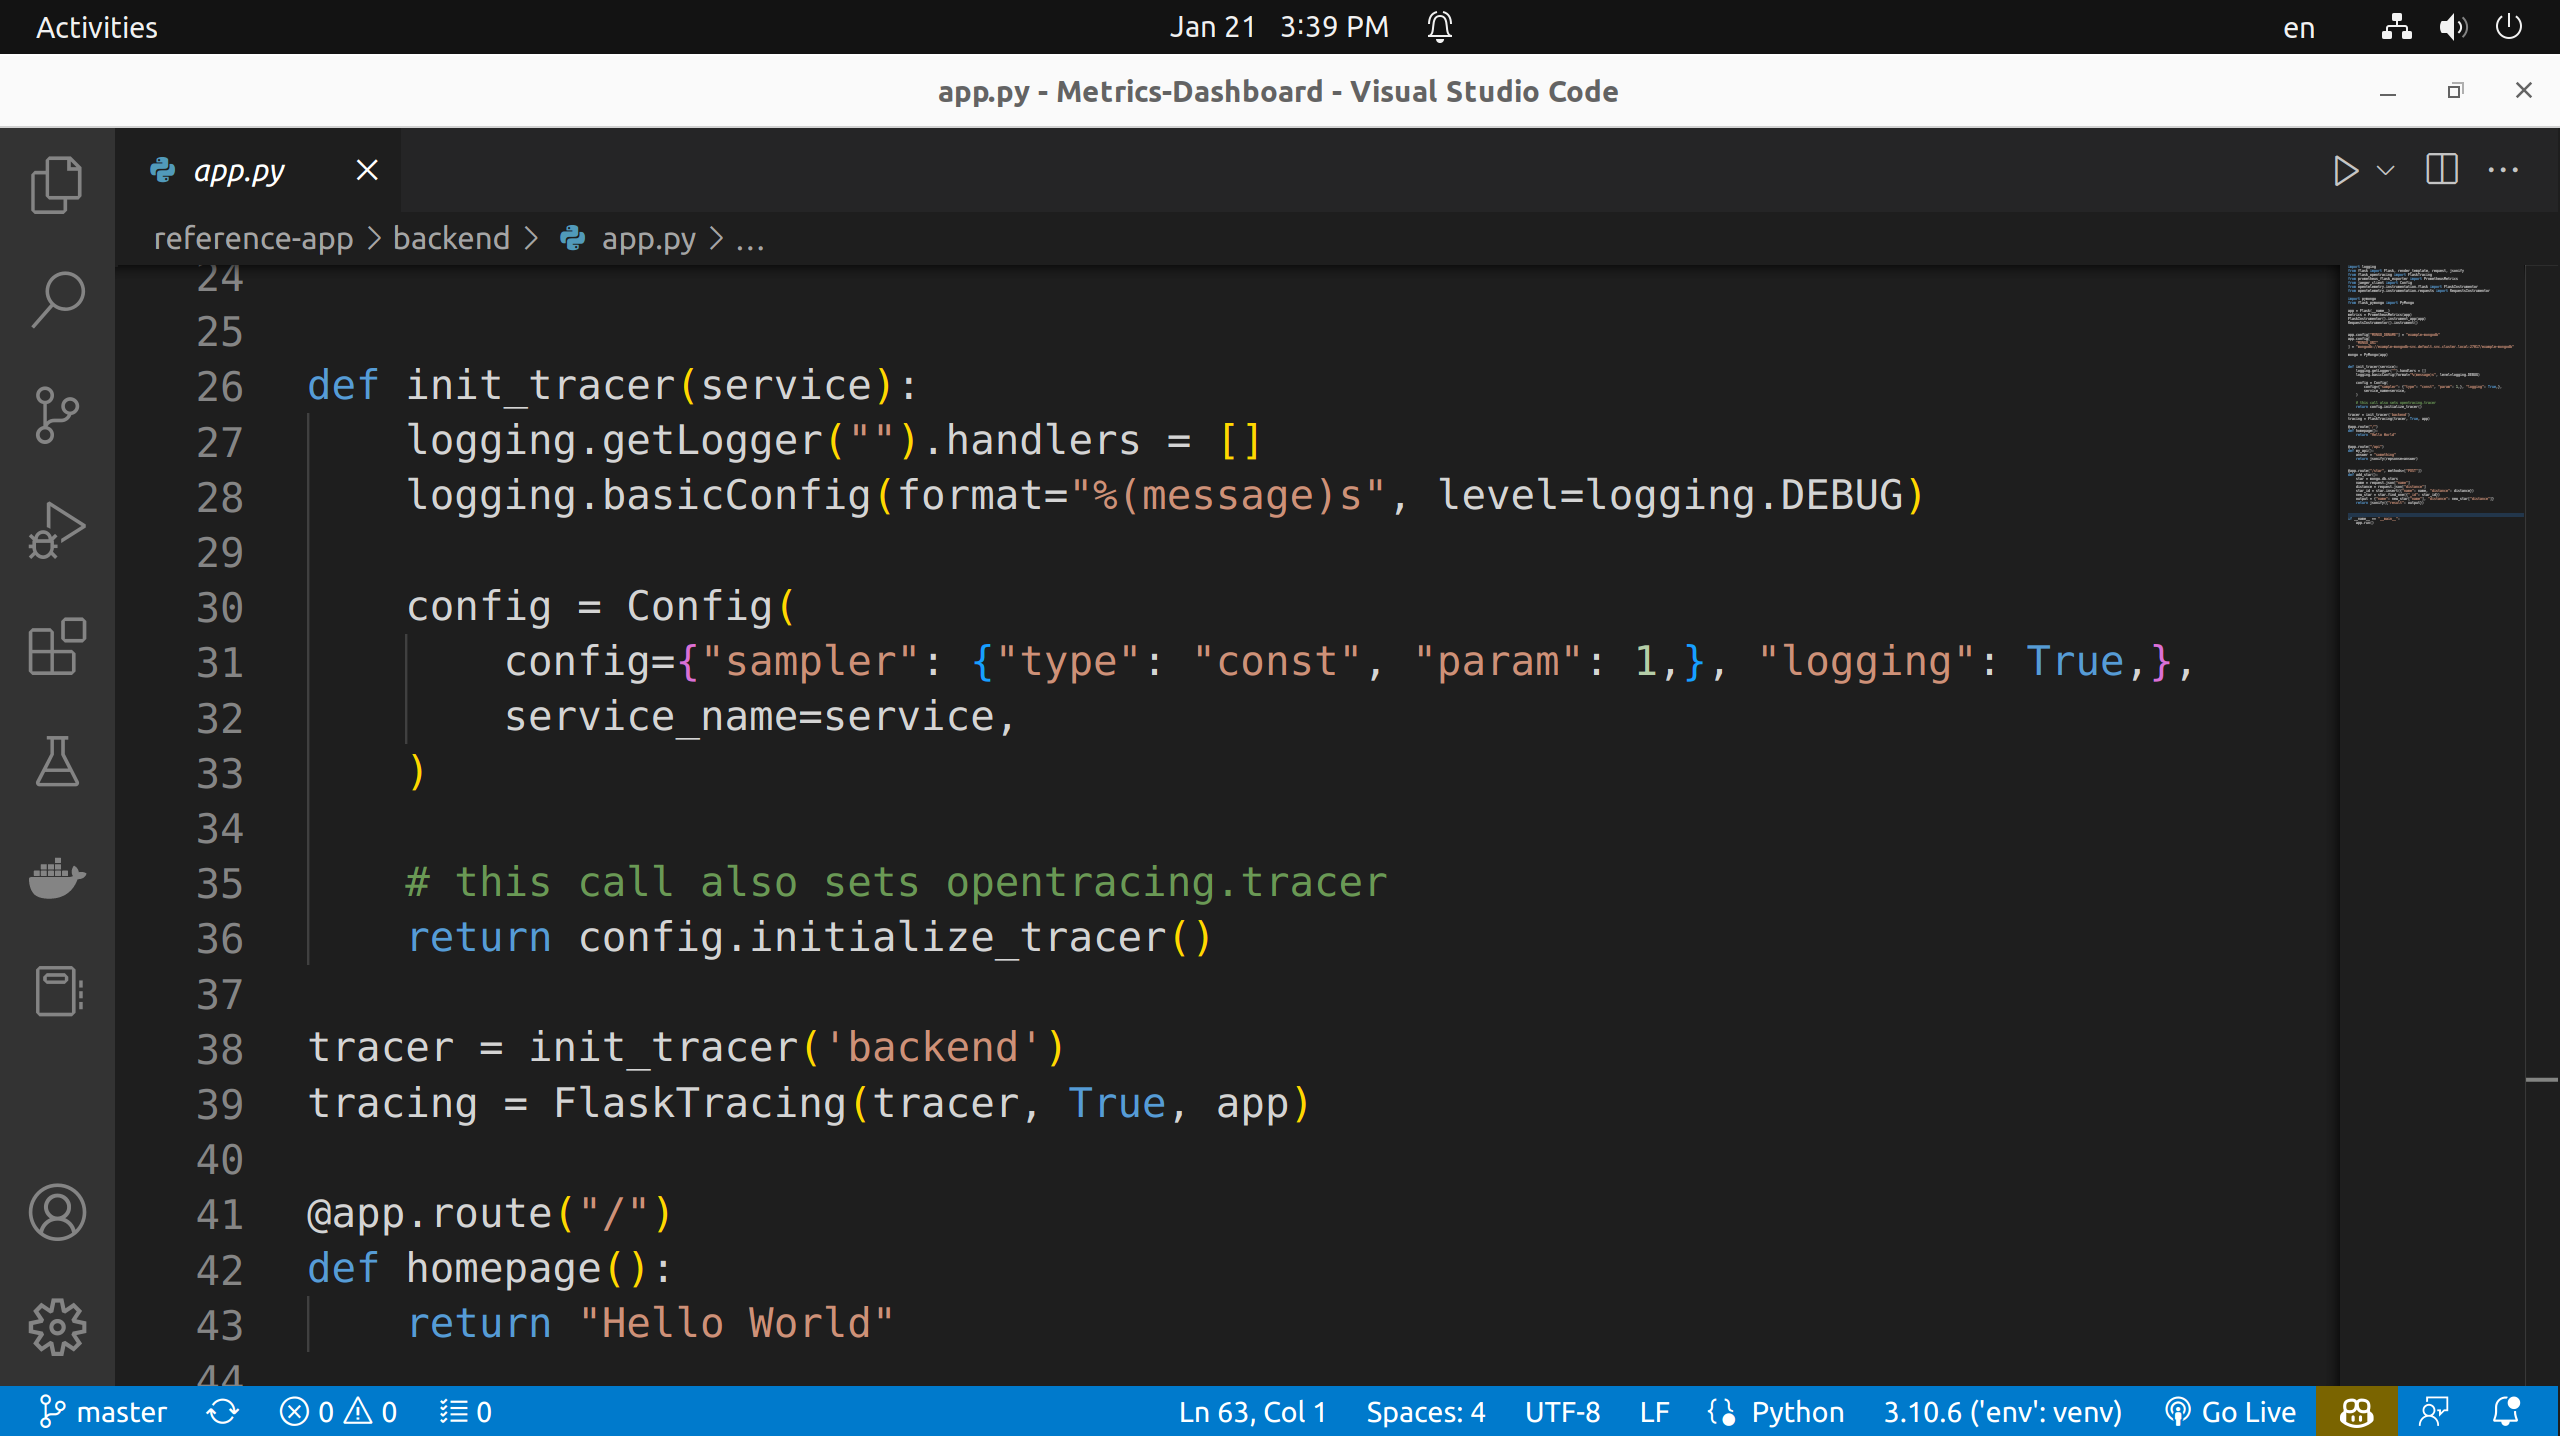 Activities
Jan 21 3:39 PM
en
app.py - Metrics-Dashboard - Visual Studio Code
app.py
reference-app > backend > app.py > ...
24
25
26 def init_tracer(service):
27     logging.getLogger("").handlers = []
28     logging.basicConfig(format="%(message)s", level=logging.DEBUG)
29
30     config = Config(
31         config={"sampler": {"type": "const", "param": 1,}, "logging": True,},
32         service_name=service,
33     )
34
35     # this call also sets opentracing.tracer
36     return config.initialize_tracer()
37
38 tracer = init_tracer('backend')
39 tracing = FlaskTracing(tracer, True, app)
40
41 @app.route("/")
42 def homepage():
43     return "Hello World"
44
master 0 0 0 Ln 63, Col 1 Spaces: 4 UTF-8 LF Python 3.10.6 ('env': venv) Go Live